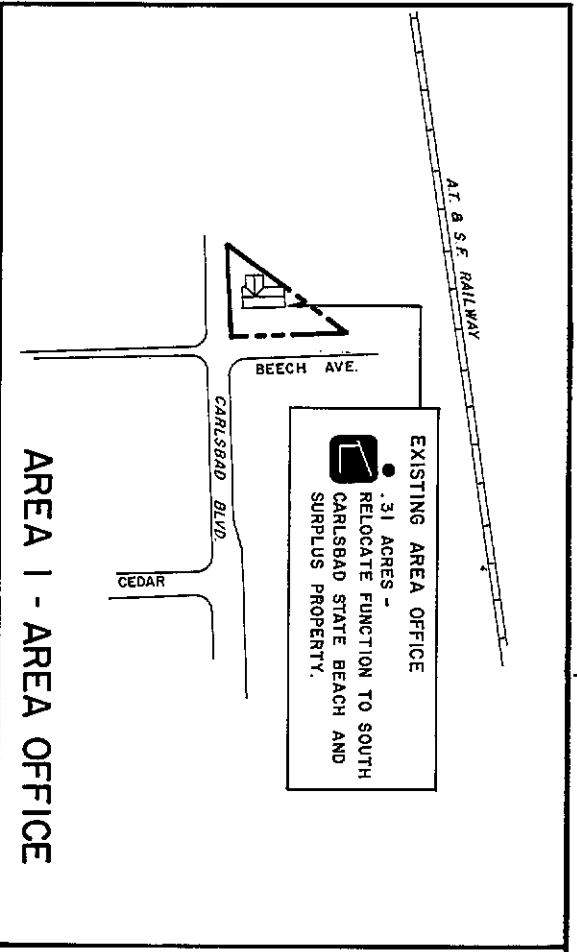 A.T. & S.F. RAILWAY
BEECH AVE.
CARLSBAD BLVD.
CEDAR
EXISTING AREA OFFICE
.31 ACRES -
RELOCATE FUNCTION TO SOUTH
CARLSBAD STATE BEACH AND
SURPLUS PROPERTY.
AREA 1 - AREA OFFICE